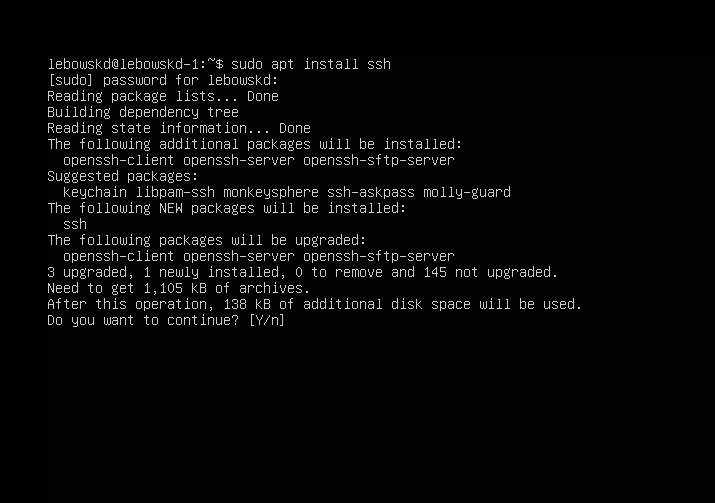 lebowskd@lebowskd-1:~$ sudo apt install ssh
[sudo] password for lebowskd:
Reading package lists... Done
Building dependency tree
Reading state information... Done
The following additional packages will be installed:
  openssh-client openssh-server openssh-sftp-server
Suggested packages:
  keychain libpam-ssh monkeysphere ssh-askpass molly-guard
The following NEW packages will be installed:
  ssh
The following packages will be upgraded:
  openssh-client openssh-server openssh-sftp-server
3 upgraded, 1 newly installed, 0 to remove and 145 not upgraded.
Need to get 1,105 kB of archives.
After this operation, 138 kB of additional disk space will be used.
Do you want to continue? [Y/n]